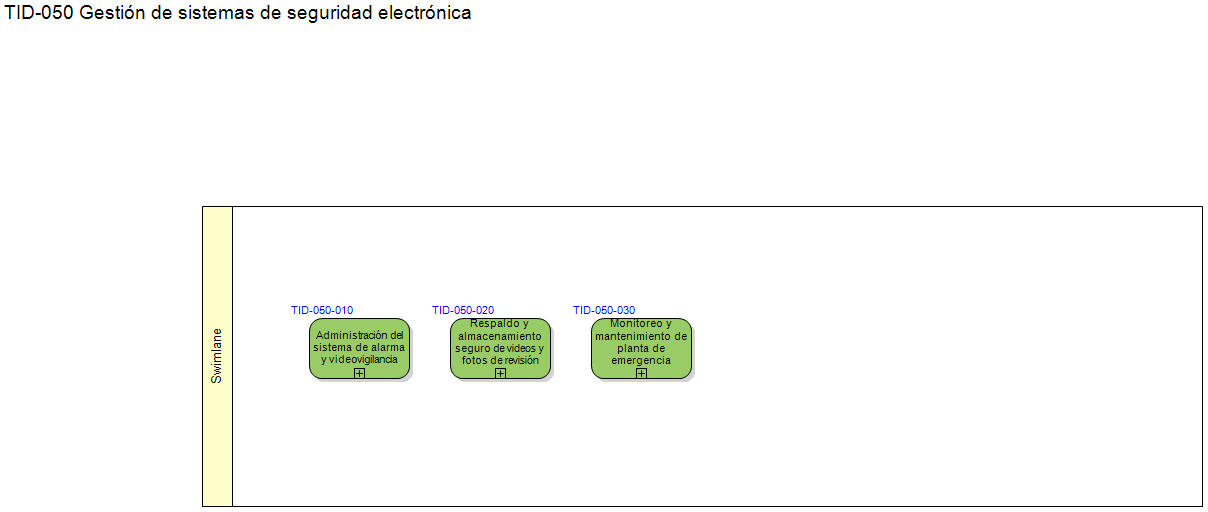 TID-050 Gestión de sistemas de seguridad electrónica
Swimlane
TID-050-010
Administración del
sistema de alarma
y videovigilancia
TID-050-020
Respaldo y
almacenamiento
seguro de videos y
fotos de revisión
TID-050-030
Monitoreo y
mantenimiento de
planta de
emergencia